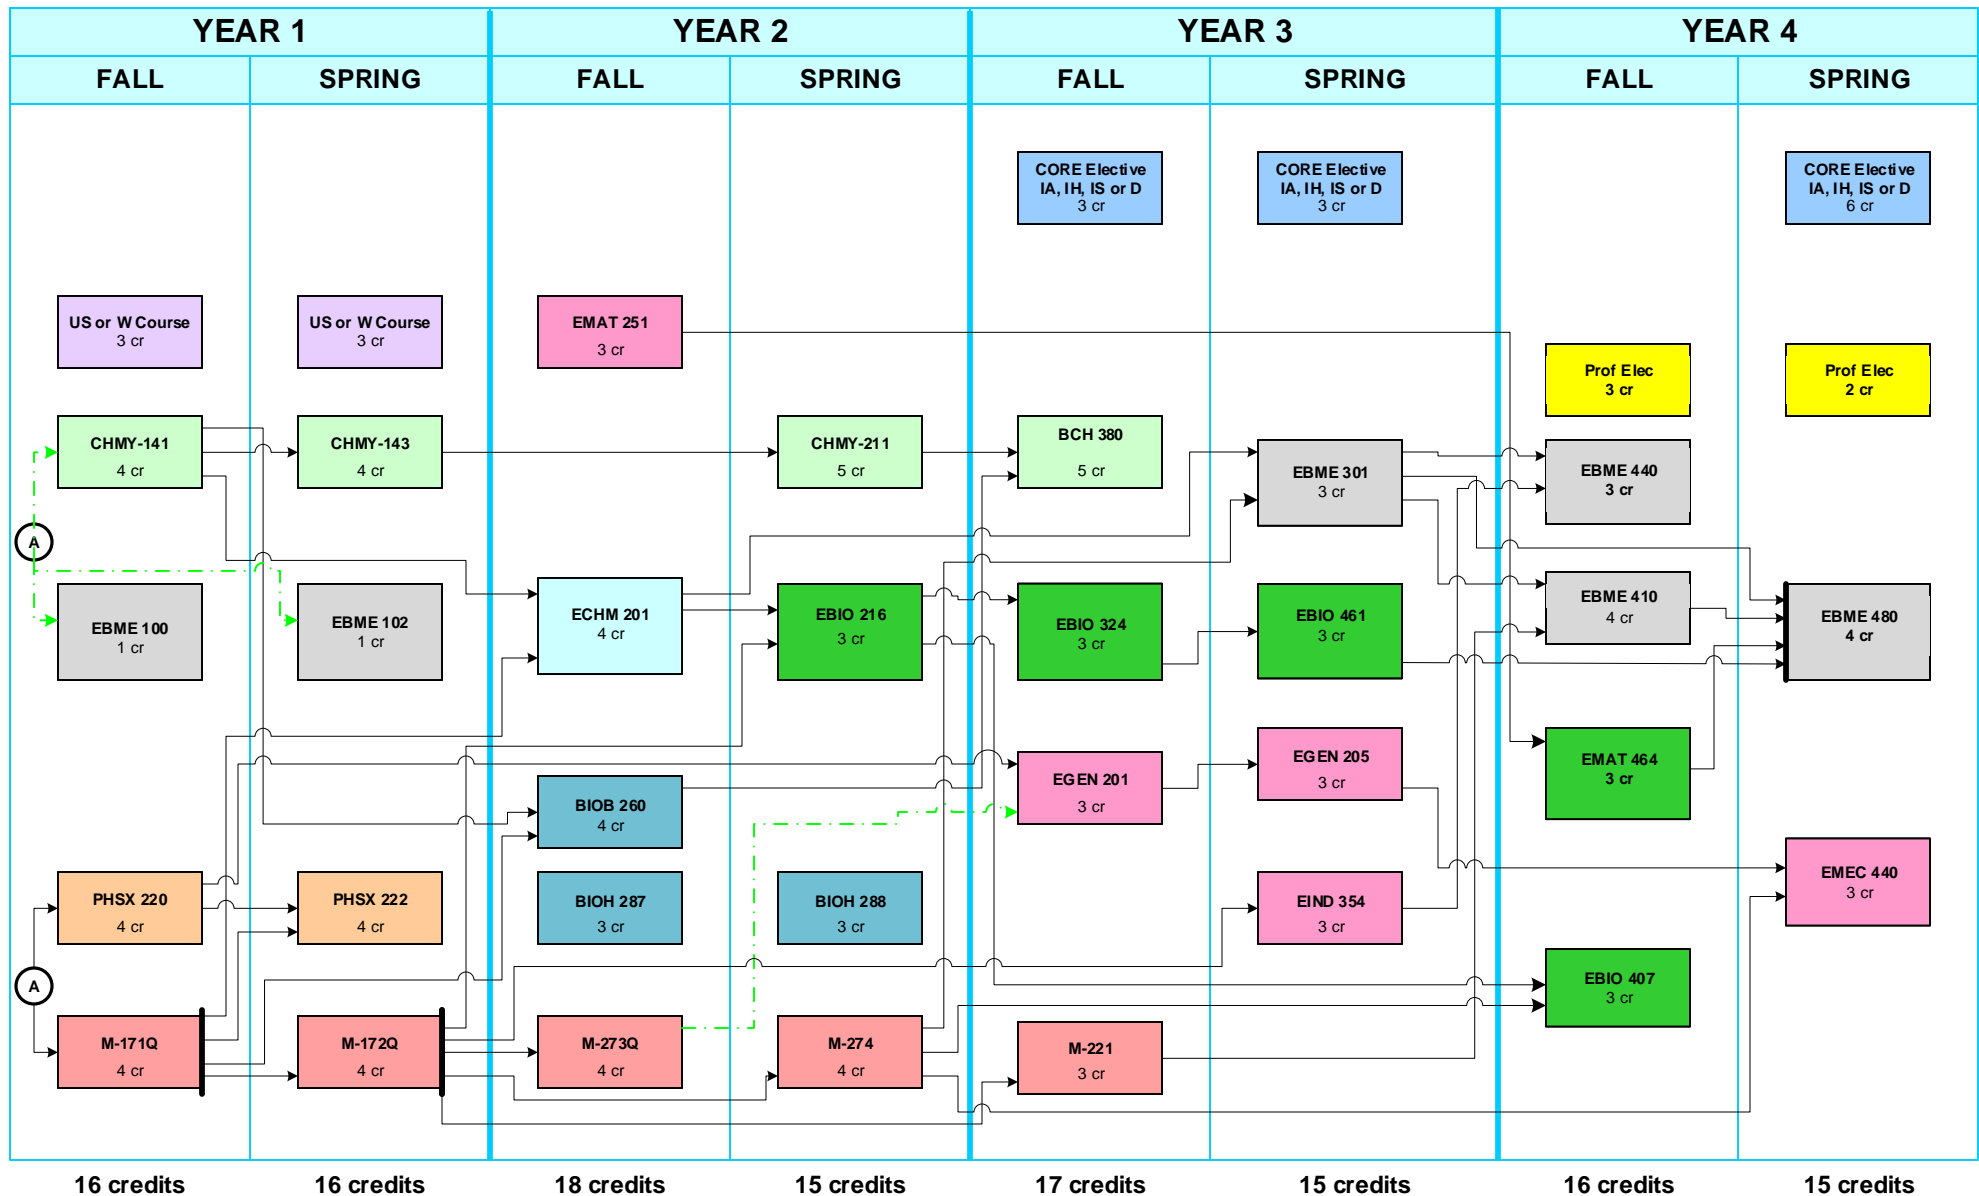 YEAR 1
YEAR 2
YEAR 3
YEAR 4
FALL
SPRING
FALL
SPRING
FALL
SPRING
FALL
SPRING
CORE Elective
IA, IH, IS or D
3 cr
CORE Elective
IA, IH, IS or D
3 cr
CORE Elective
IA, IH, IS or D
6 cr
US or W Course
3 cr
US or W Course
3 cr
EMAT 251
3 cr
Prof Elec
3 cr
Prof Elec
2 cr
CHMY-141
4 cr
CHMY-143
4 cr
CHMY-211
5 cr
BCH 380
5 cr
EBME 301
3 cr
EBME 440
3 cr
A
EBME 100
1 cr
EBME 102
1 cr
ECHM 201
4 cr
EBIO 216
3 cr
EBIO 324
3 cr
EBIO 461
3 cr
EBME 410
4 cr
EBME 480
4 cr
EGEN 201
3 cr
EGEN 205
3 cr
EMAT 464
3 cr
BIOB 260
4 cr
PHSX 220
4 cr
PHSX 222
4 cr
BIOH 287
3 cr
BIOH 288
3 cr
EIND 354
3 cr
EMEC 440
3 cr
A
EBIO 407
3 cr
M-171Q
4 cr
M-172Q
4 cr
M-273Q
4 cr
M-274
4 cr
M-221
3 cr
16 credits
16 credits
18 credits
15 credits
17 credits
15 credits
16 credits
15 credits